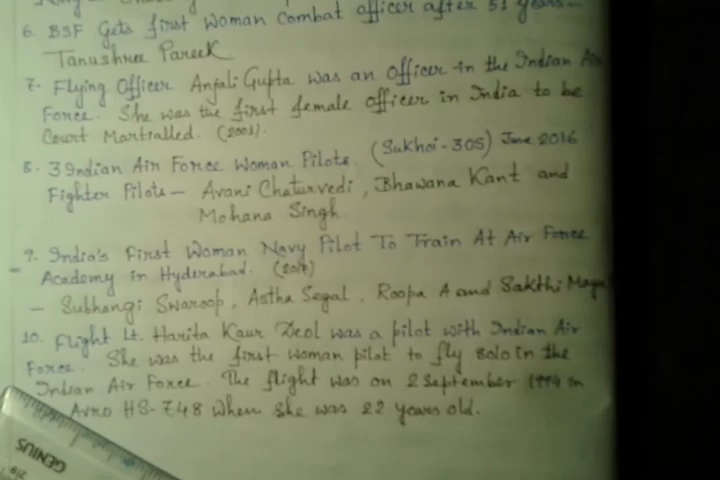 6. BSF Gets first Woman Combat officer after 51 years-
Tanushree Pareek
7. Flying Officer Anjali Gupta was an officer in the Indian Air
Force. She was the first female officer in India to be
Court Martialled. (2001).
8. 3 Indian Air Force Woman Pilots (Sukhoi-30S) June 2016
Fighter Pilots - Avani Chaturvedi, Bhawana Kant and
Mohana Singh
9. India's First Woman Navy Pilot To Train At Air Force
Academy in Hyderabad.
- Subhangi Swaroop, Astha Segal, Roopa A and Sakthi Maya
10. Flight Lt. Harita Kaur Deol was a pilot with Indian Air
Force. She was the first woman pilot to fly solo in the
Indian Air Force. The flight was on 2 September 1994 in
Avro HS-748 when she was 22 years old.
GENIUS